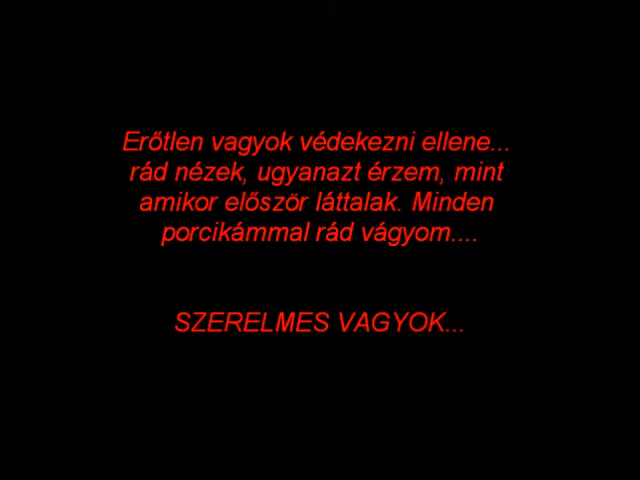 Erőtlen vagyok védekezni ellene...
rád nézek, ugyanazt érzem, mint
amikor először láttalak. Minden
porcikámmal rád vágyom....
SZERELMES VAGYOK...